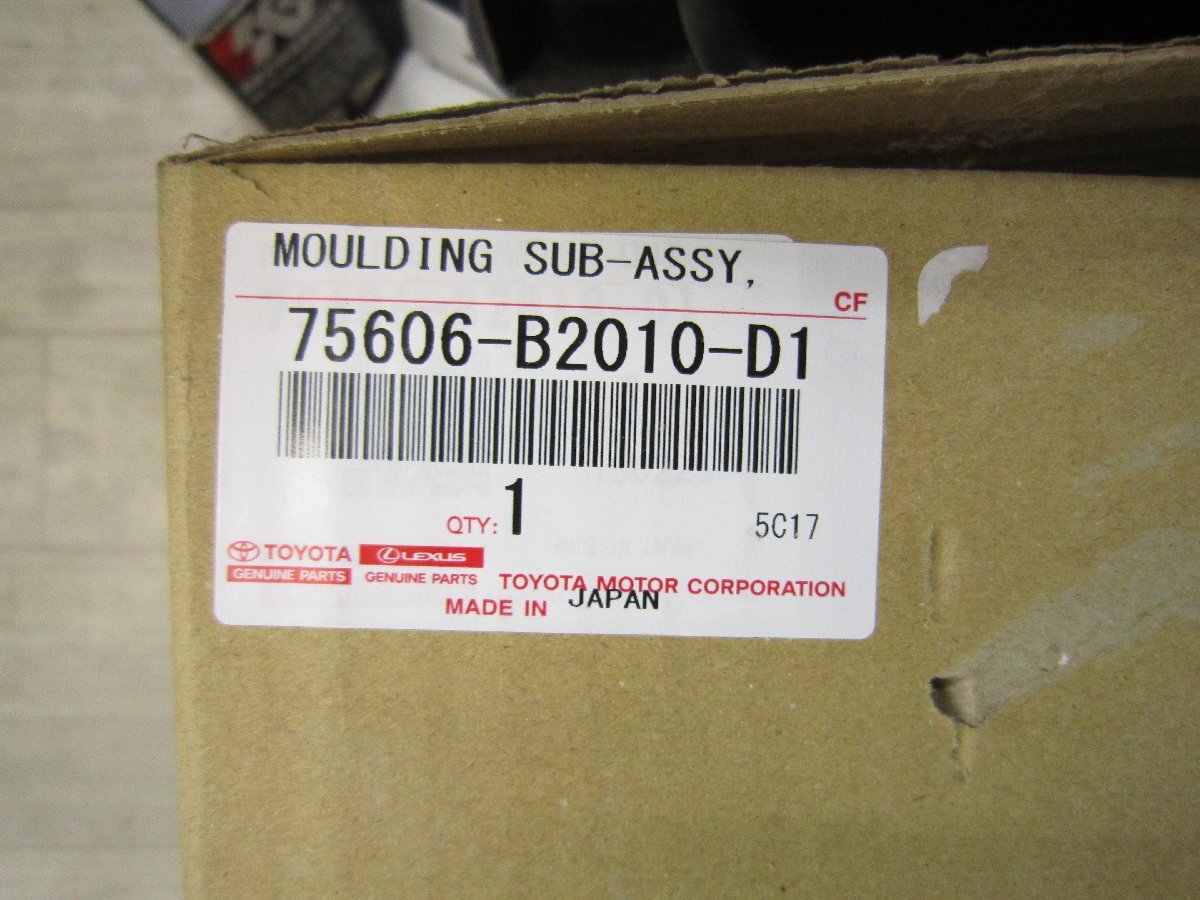 MOULDING SUB-ASSY,
CF
75606-B2010-D1
QTY: 1
5C17
TOYOTA
GENUINE PARTS
LEXUS
GENUINE PARTS
TOYOTA MOTOR CORPORATION
MADE IN JAPAN